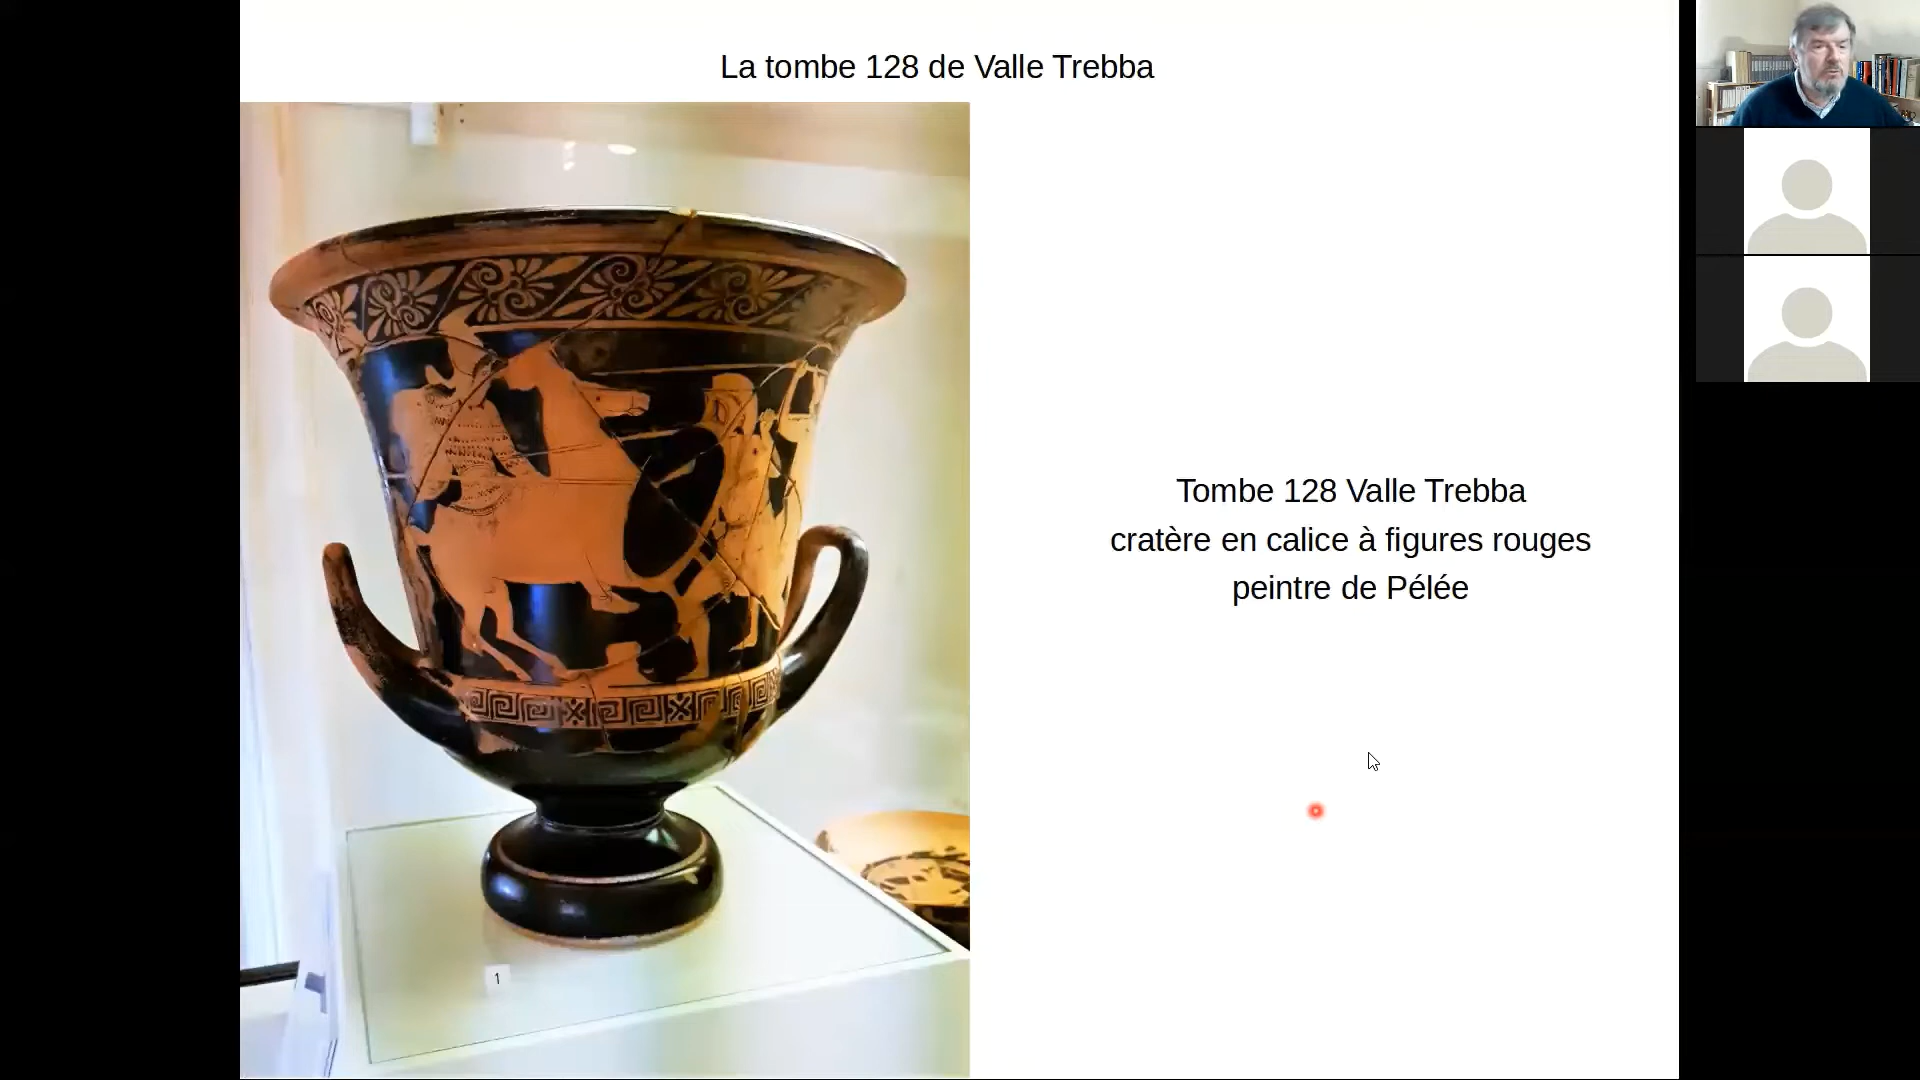 La tombe 128 de Valle Trebba
Tombe 128 Valle Trebba
cratère en calice à figures rouges
peintre de Pélée
1